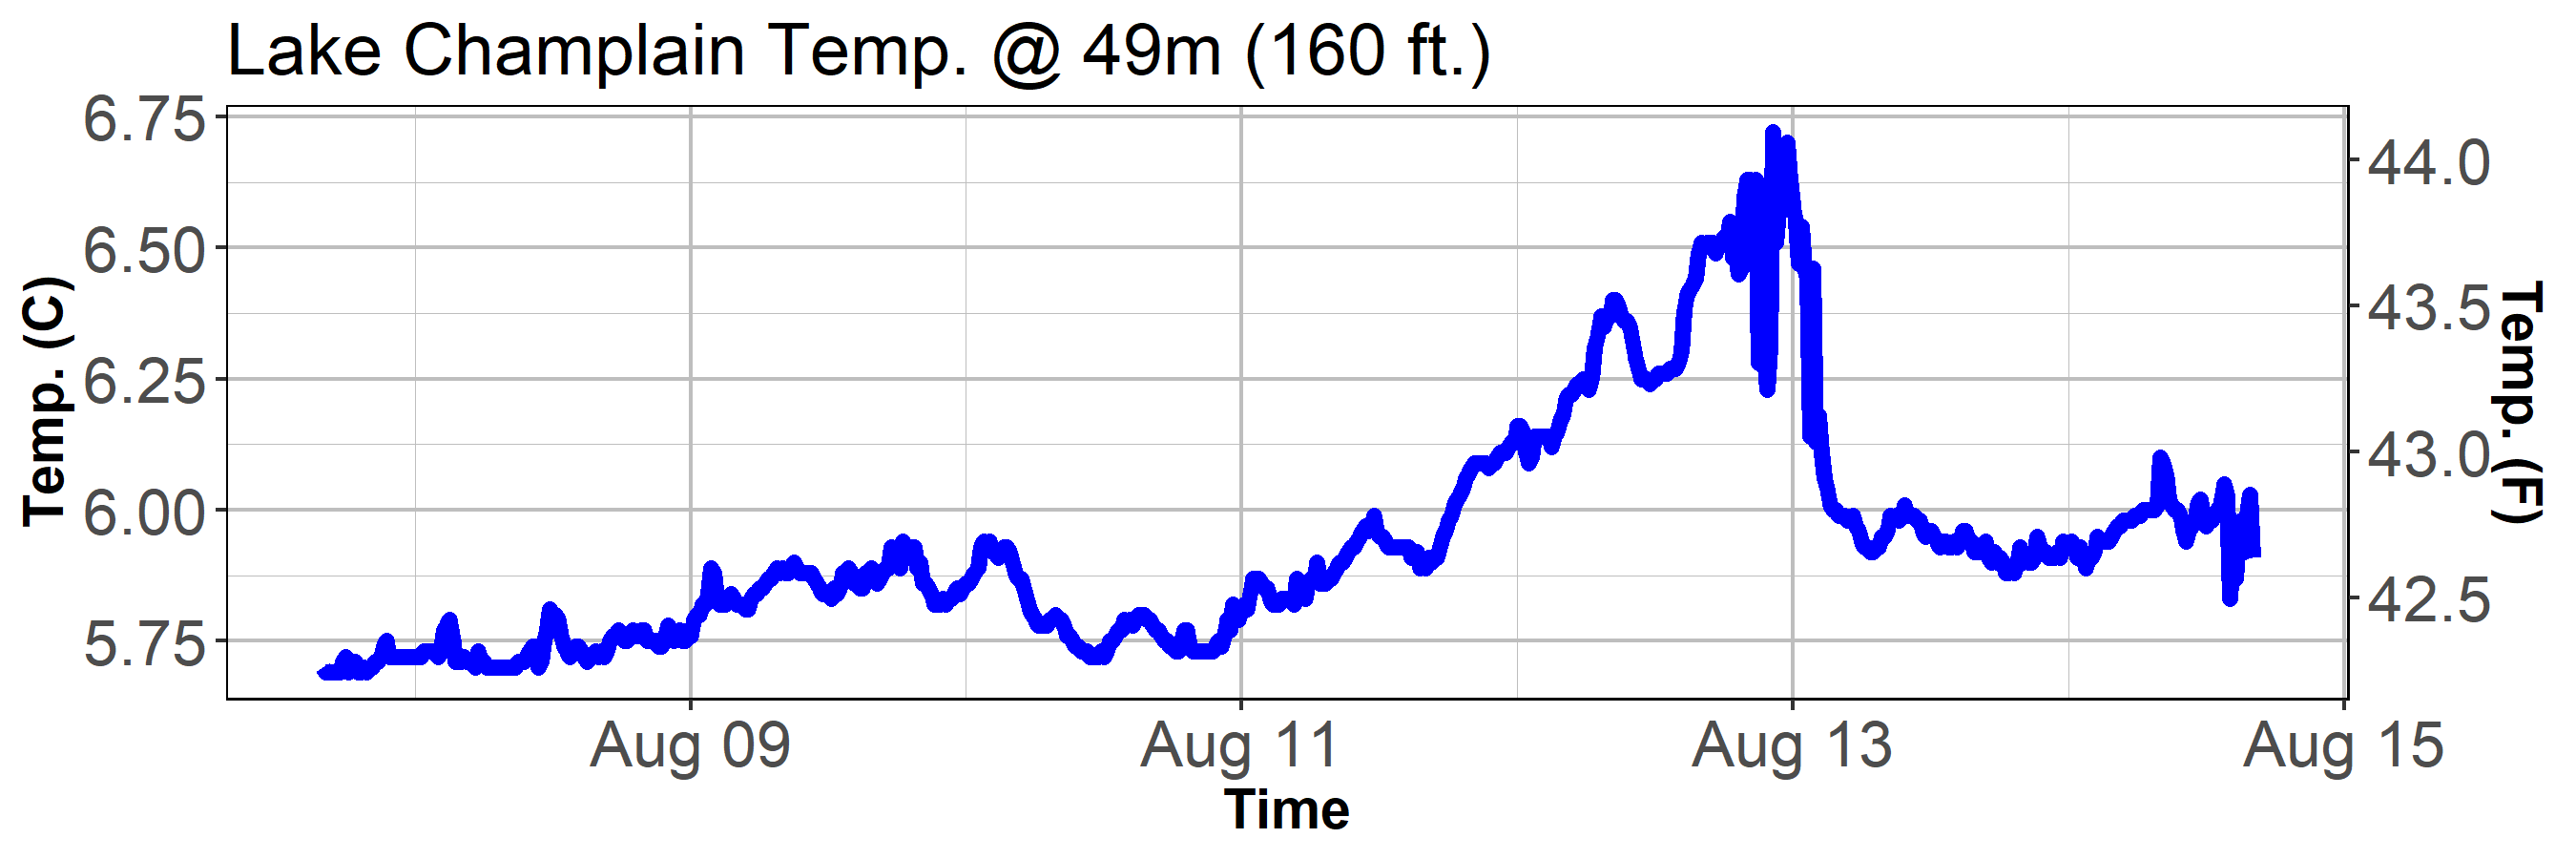 Lake Champlain Temp. @ 49m (160 ft.)
6.75
6.50
6.25
6.00
5.75
Temp. (C)
44.0
43.5
43.0
42.5
Temp. (F)
Aug 09
Aug 11
Aug 13
Aug 15
Time